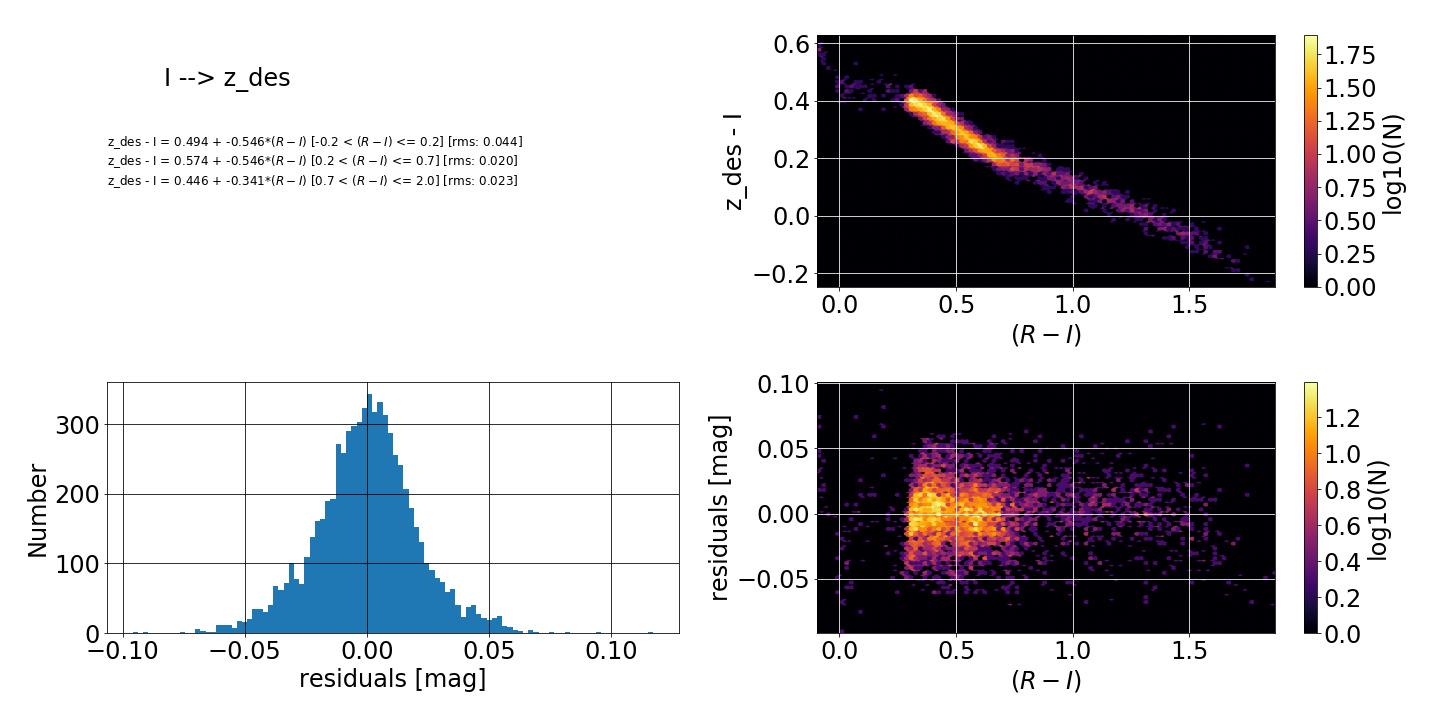 I --> z_des
z_des - I = 0.494 + -0.546*(R − I) [-0.2 < (R − I) <= 0.2] [rms: 0.044]
z_des - I = 0.574 + -0.546*(R − I) [0.2 < (R − I) <= 0.7] [rms: 0.020]
z_des - I = 0.446 + -0.341*(R − I) [0.7 < (R − I) <= 2.0] [rms: 0.023]
z_des - I
0.6
0.4
0.2
0.0
−0.2
0.0 0.5 1.0 1.5
(R − I)
1.75
1.50
1.25
1.00
0.75
0.50
0.25
0.00
log10(N)
Number
300
200
100
0
−0.10 −0.05 0.00 0.05 0.10
residuals [mag]
residuals [mag]
0.10
0.05
0.00
−0.05
0.0 0.5 1.0 1.5
(R − I)
1.2
1.0
0.8
0.6
0.4
0.2
0.0
log10(N)